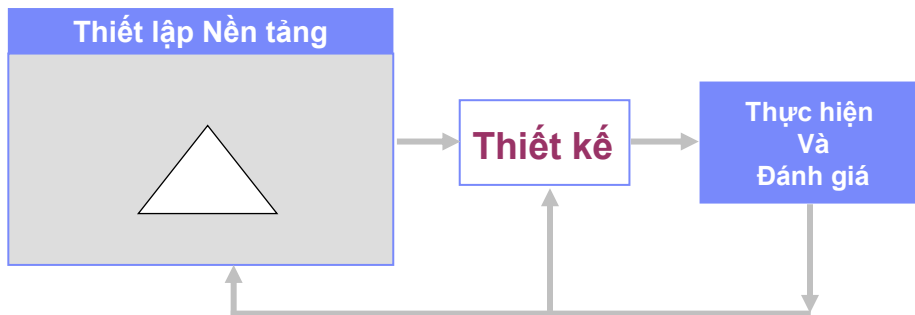 Thiết lập Nền tảng
Thiết kế
Thực hiện
Và
Đánh giá